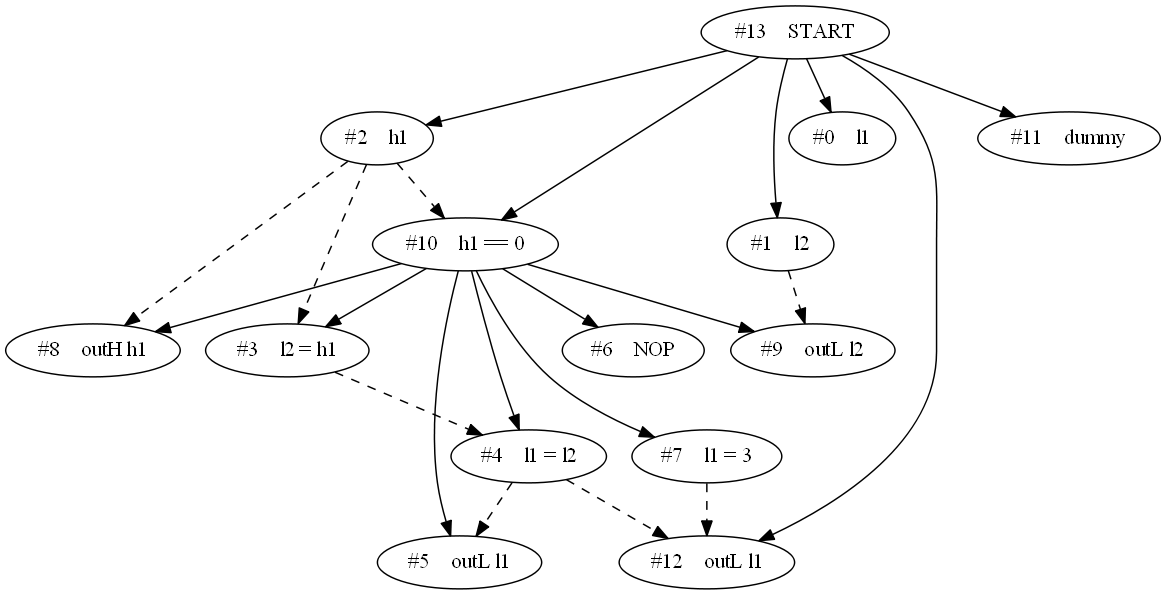 #13 START
#2 h1
#0 l1
#11 dummy
#10 h1 == 0
#1 l2
#8 outH h1
#3 l2 = h1
#6 NOP
#9 outL l2
#4 l1 = l2
#7 l1 = 3
#5 outL l1
#12 outL l1